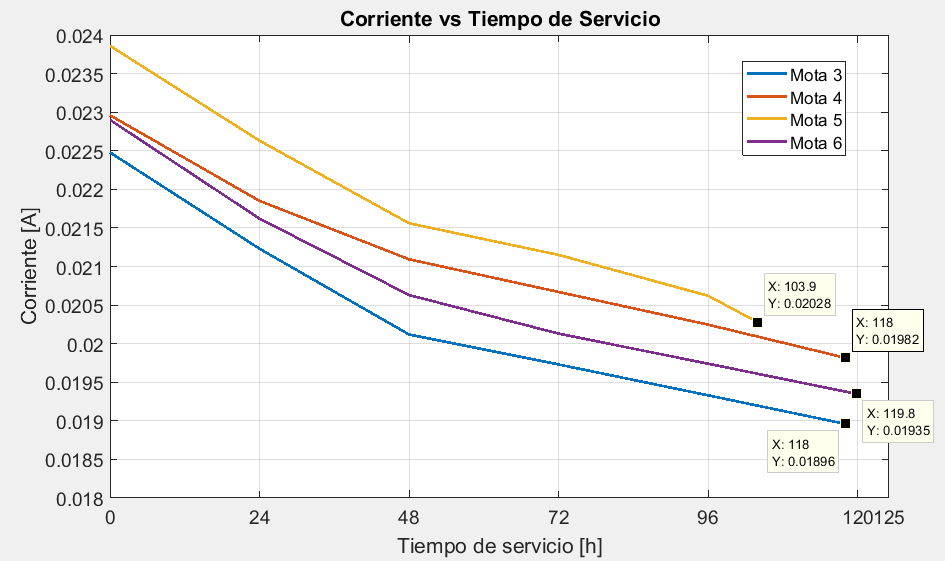 Corriente vs Tiempo de Servicio
0.024
0.0235
0.023
0.0225
0.022
0.0215
0.021
0.0205
0.02
0.0195
0.019
0.0185
0.018
Corriente [A]
Mota 3
Mota 4
Mota 5
Mota 6
X: 103.9
Y: 0.02028
X: 118
Y: 0.01982
X: 119.8
Y: 0.01935
X: 118
Y: 0.01896
0 24 48 72 96 120 125
Tiempo de servicio [h]